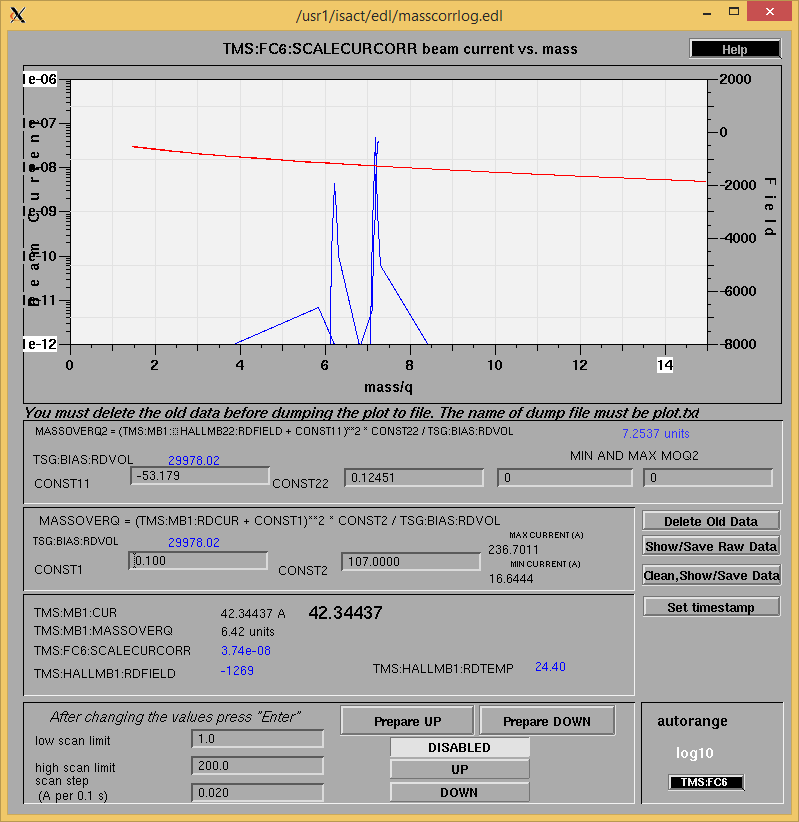 /usr1/isact/edl/masscorrlog.edl
TMS:FC6:SCALECURCORR beam current vs. mass
Help
1e-06
1e-07
1e-08
1e-09
1e-10
1e-11
1e-12
Beam Current
2000
0
-2000
-4000
-6000
-8000
Field
0 2 4 6 8 10 12 14
mass/q
You must delete the old data before dumping the plot to file. The name of dump file must be plot.txt
MASSOVERQ2 = (TMS:MB1: HALLMB22:RDFIELD + CONST11)**2 * CONST22 / TSG:BIAS:RDVOL
7.2537 units
TSG:BIAS:RDVOL 29978.02
MIN AND MAX MOQ2
CONST11 -53.179 CONST22 0.12451 0 0
MASSOVERQ = (TMS:MB1:RDCUR + CONST1)**2 * CONST2 / TSG:BIAS:RDVOL
TSG:BIAS:RDVOL 29978.02
MAX CURRENT (A)
236.7011
MIN CURRENT (A)
16.6444
CONST1 0.100 CONST2 107.0000
Delete Old Data
Show/Save Raw Data
Clean,Show/Save Data
Set timestamp
TMS:MB1:CUR 42.34437 A 42.34437
TMS:MB1:MASSOVERQ 6.42 units
TMS:FC6:SCALECURCORR 3.74e-08
TMS:HALLMB1:RDFIELD -1269
TMS:HALLMB1:RDTEMP 24.40
After changing the values press "Enter"
low scan limit 1.0
high scan limit 200.0
scan step
(A per 0.1 s) 0.020
Prepare UP
Prepare DOWN
DISABLED
UP
DOWN
autorange
log10
TMS:FC6